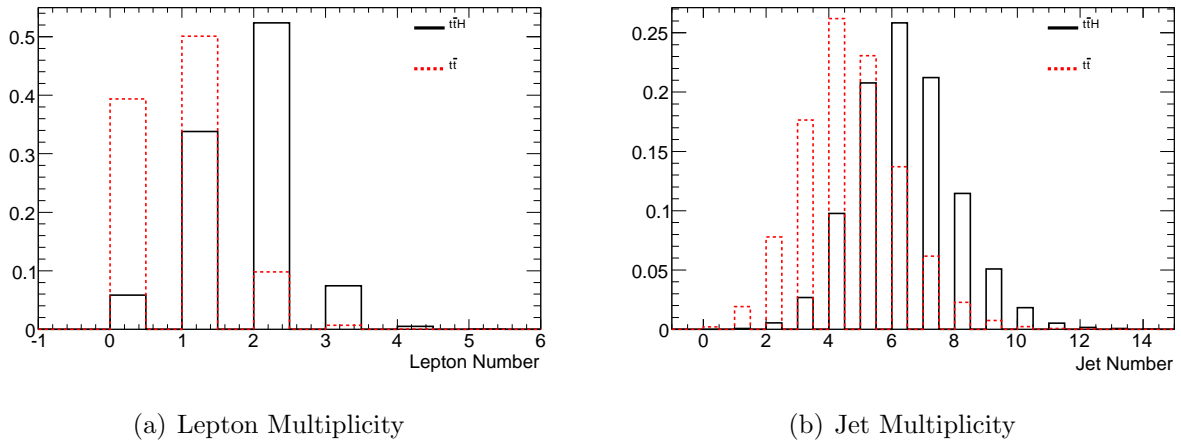 0.5
0.4
0.3
0.2
0.1
0
-1 0 1 2 3 4 5 6
Lepton Number
tt̄H
tt̄
(a) Lepton Multiplicity
0.25
0.2
0.15
0.1
0.05
0
0 2 4 6 8 10 12 14
Jet Number
tt̄H
tt̄
(b) Jet Multiplicity